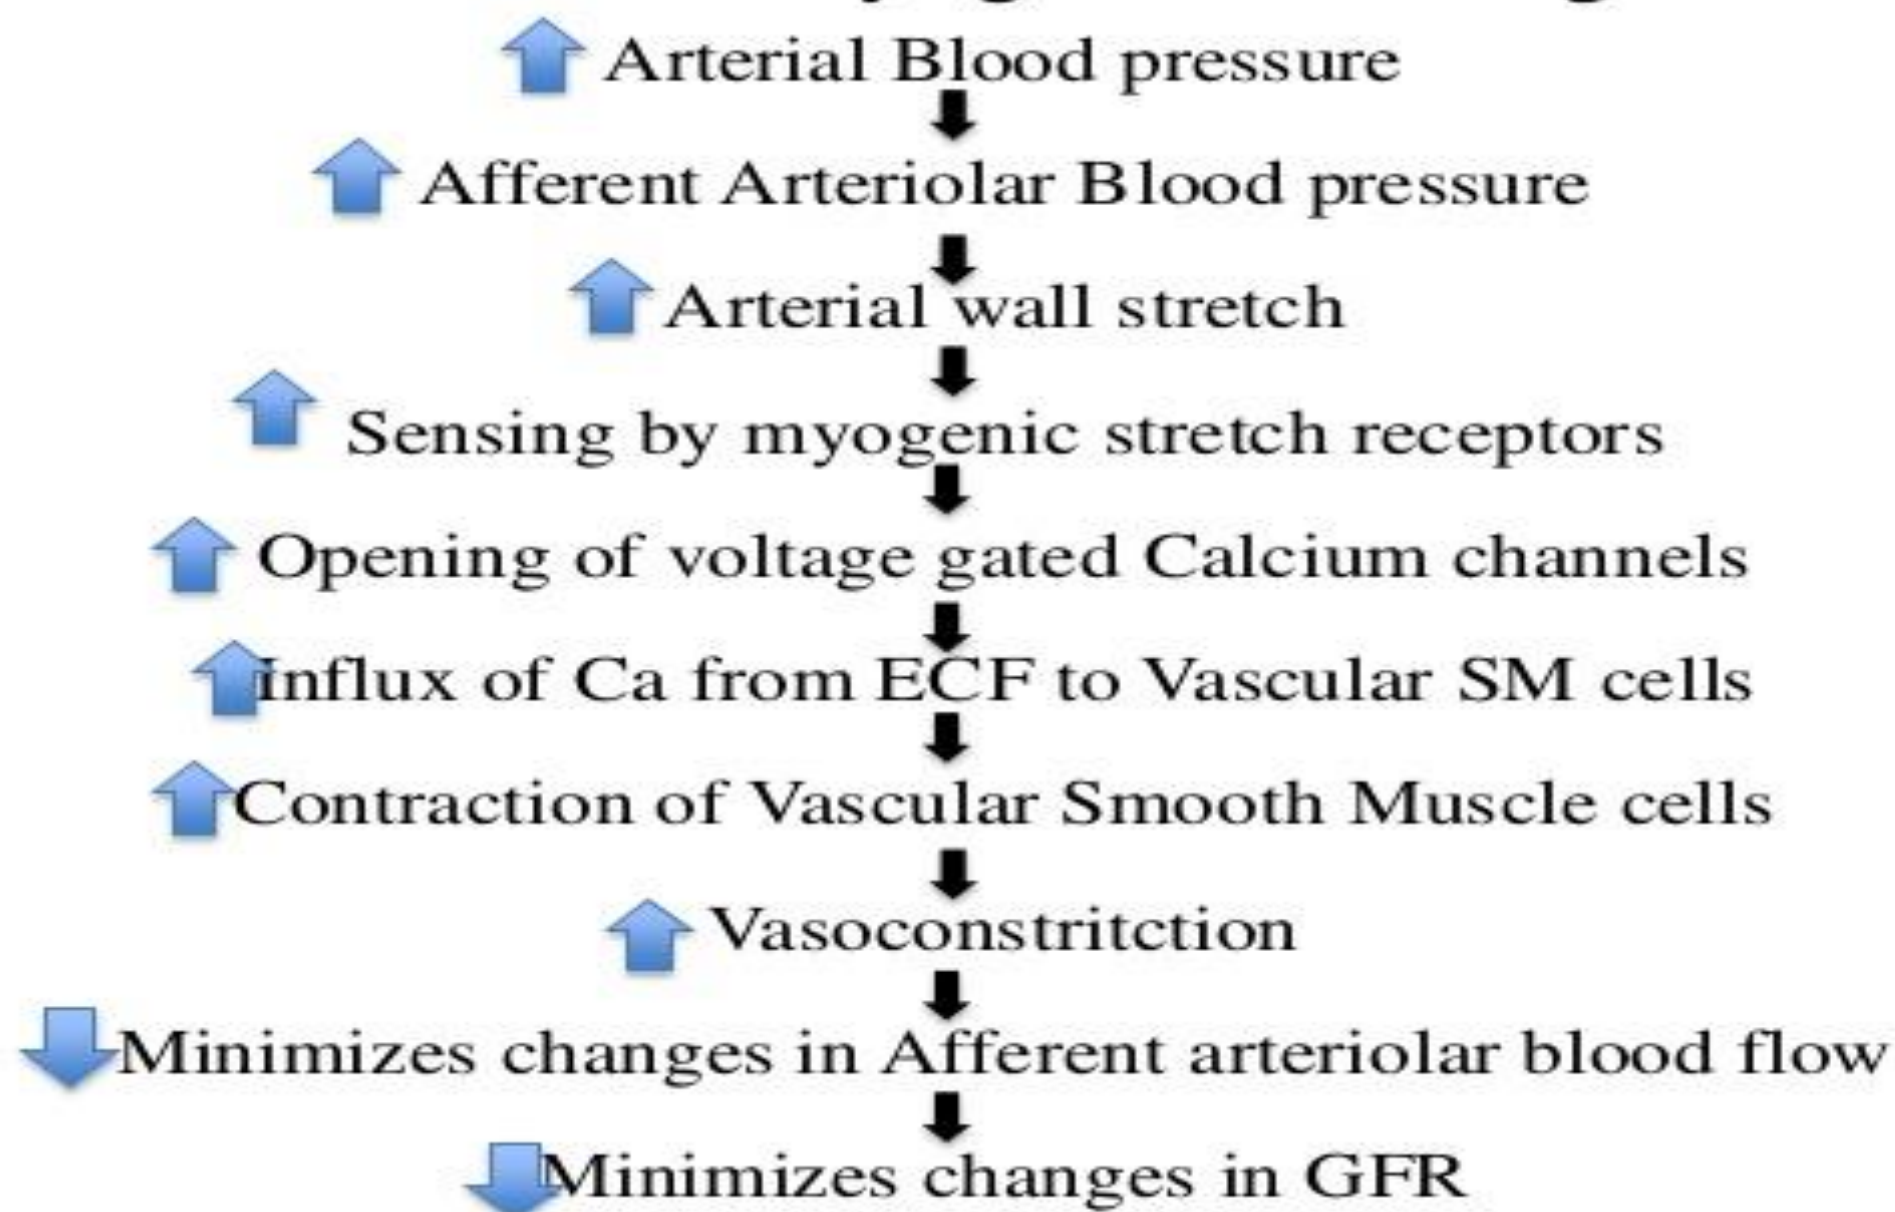 Arterial Blood pressure
Afferent Arteriolar Blood pressure
Arterial wall stretch
Sensing by myogenic stretch receptors
Opening of voltage gated Calcium channels
Influx of Ca from ECF to Vascular SM cells
Contraction of Vascular Smooth Muscle cells
Vasoconstritction
Minimizes changes in Afferent arteriolar blood flow
Minimizes changes in GFR